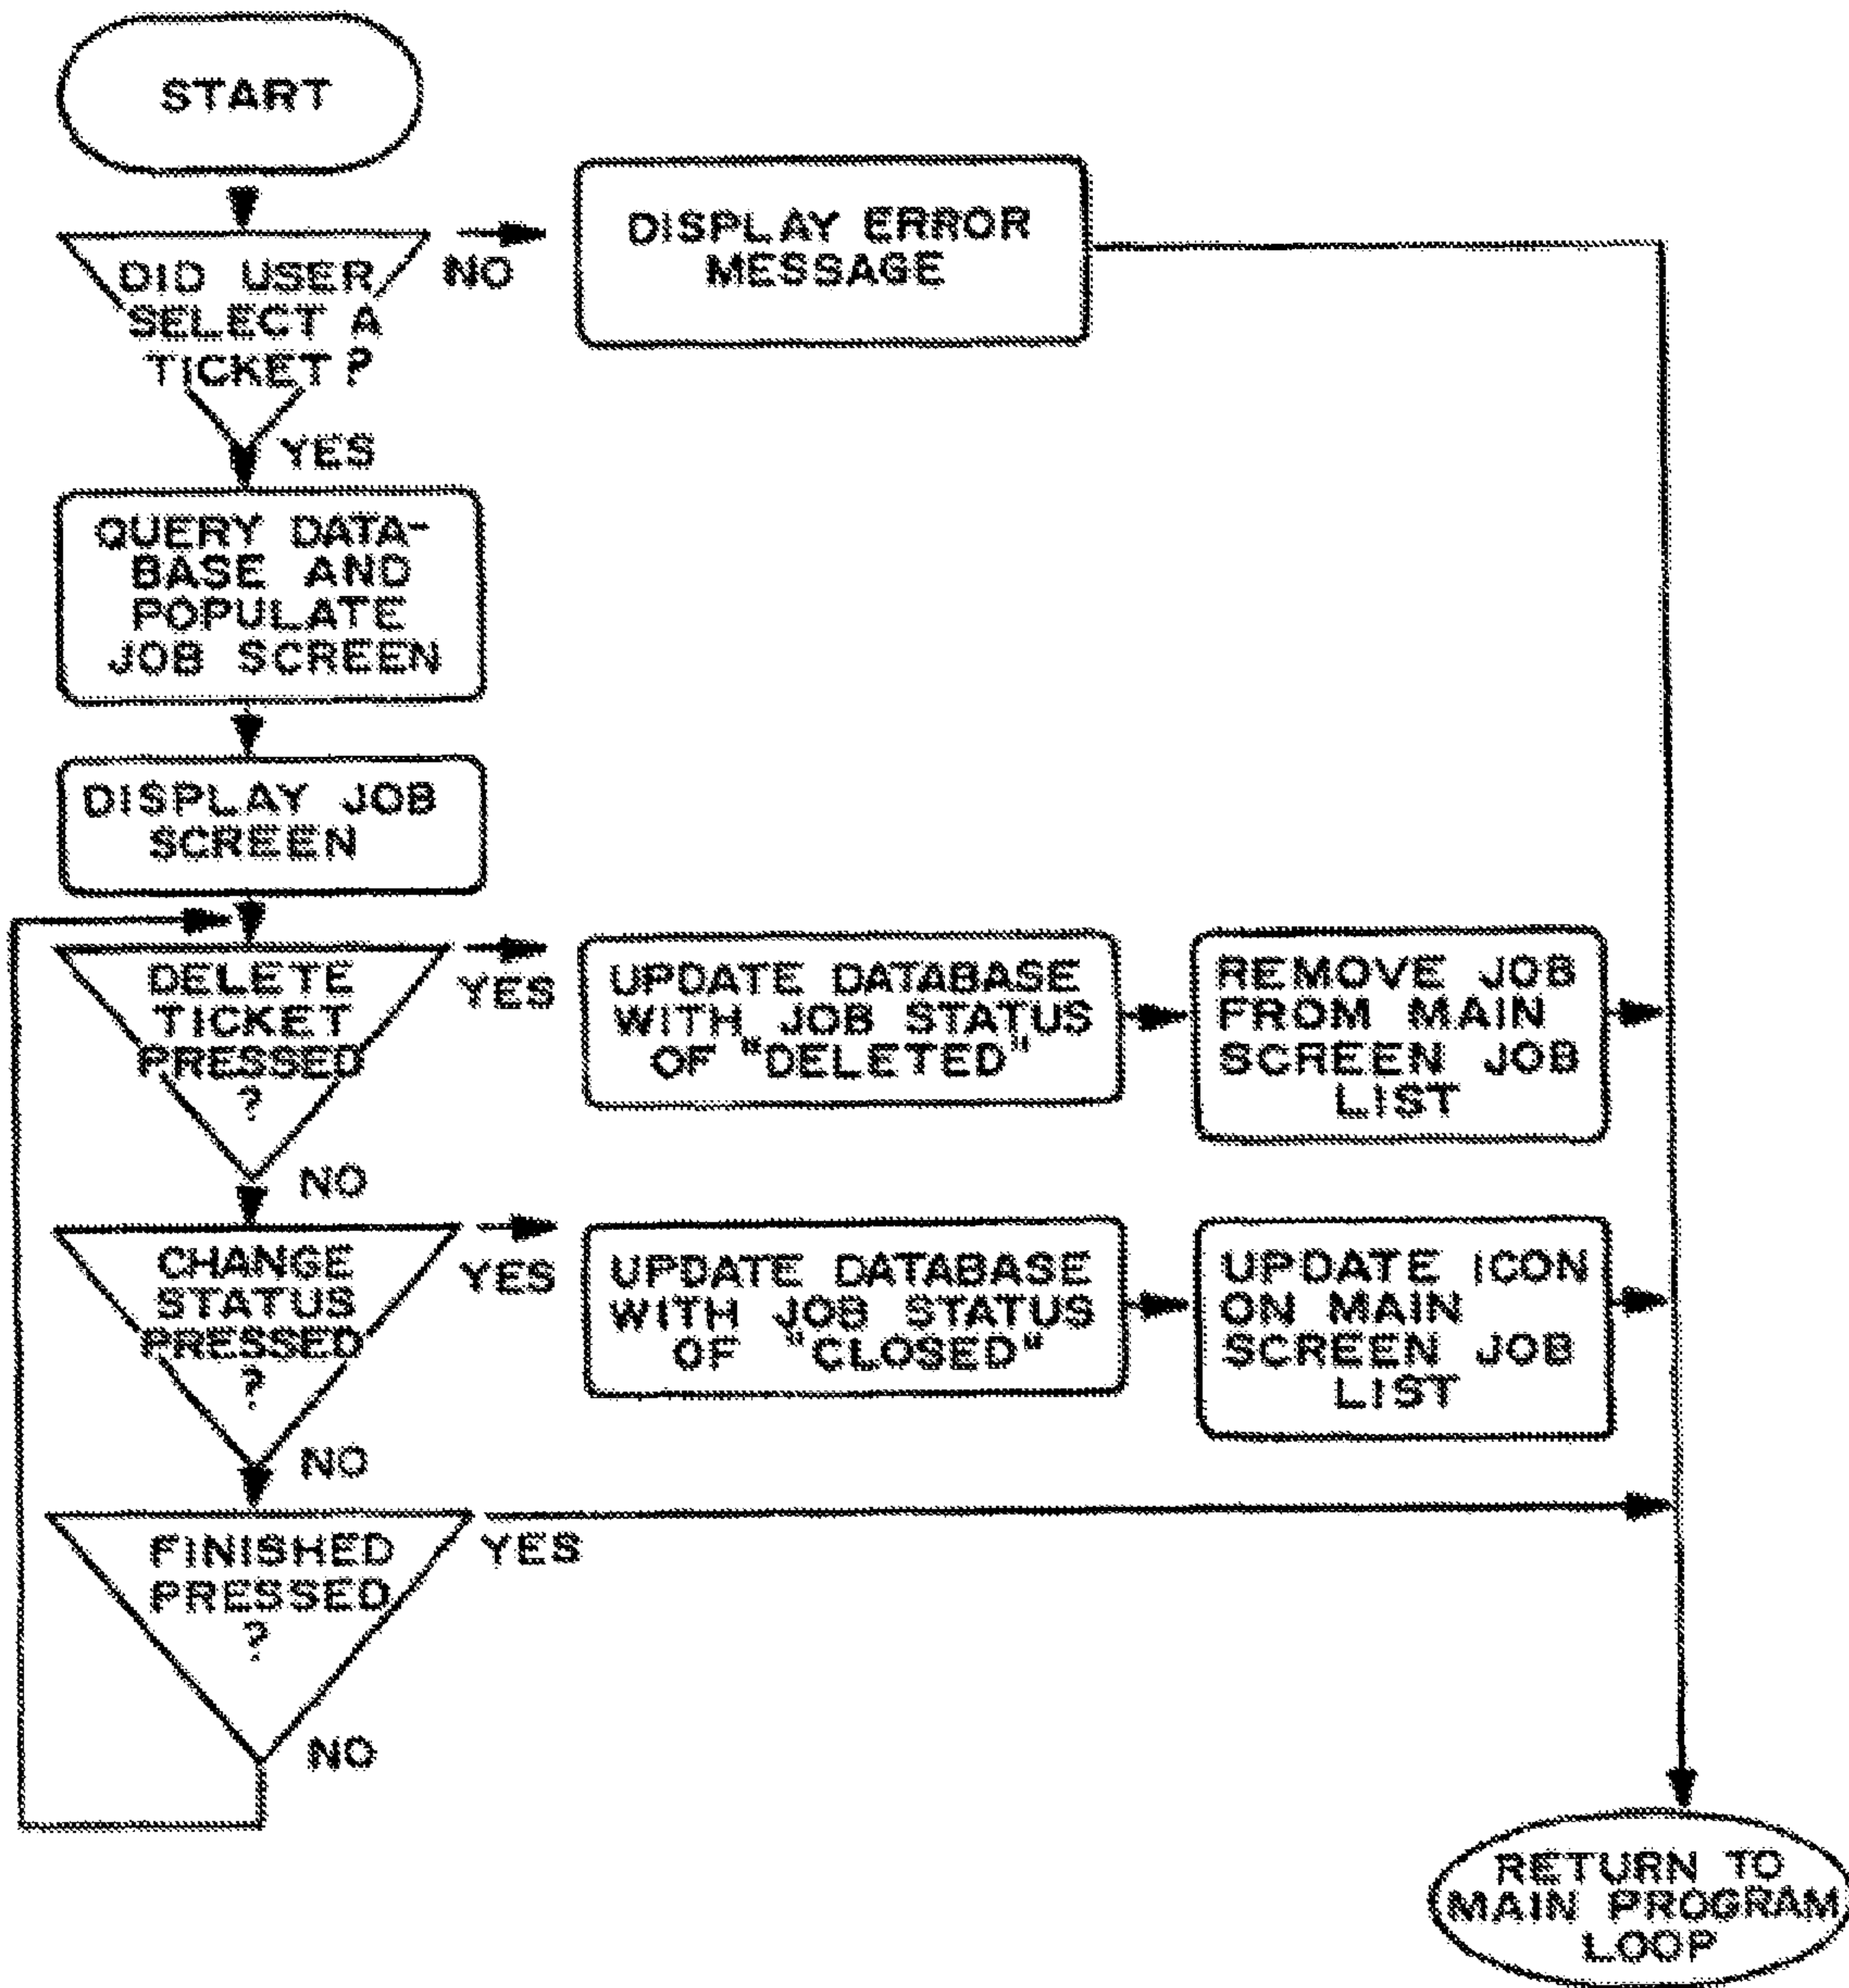 START
DID USER
SELECT A
TICKET?
NO
DISPLAY ERROR
MESSAGE
YES
QUERY DATA-
BASE AND
POPULATE
JOB SCREEN
DISPLAY JOB
SCREEN
DELETE
TICKET
PRESSED
?
YES
UPDATE DATABASE
WITH JOB STATUS
OF "DELETED"
REMOVE JOB
FROM MAIN
SCREEN JOB
LIST
NO
CHANGE
STATUS
PRESSED
?
YES
UPDATE DATABASE
WITH JOB STATUS
OF "CLOSED"
UPDATE ICON
ON MAIN
SCREEN JOB
LIST
NO
FINISHED
PRESSED
?
YES
NO
RETURN TO
MAIN PROGRAM
LOOP